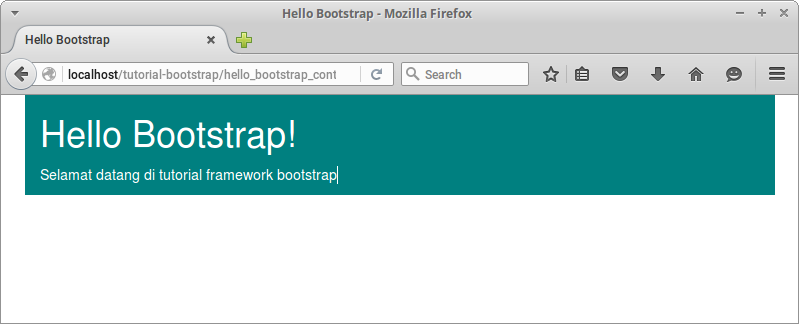 Hello Bootstrap - Mozilla Firefox
Hello Bootstrap
localhost/tutorial-bootstrap/hello_bootstrap_cont
Search
Hello Bootstrap!
Selamat datang di tutorial framework bootstrap